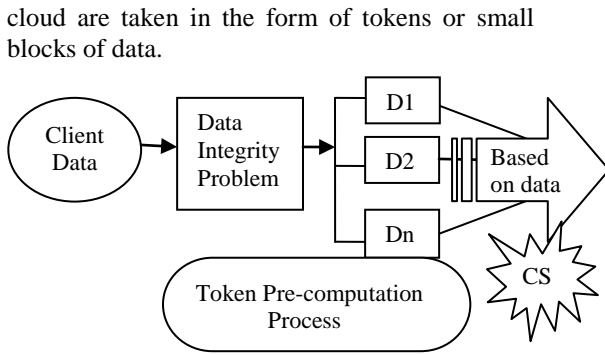 cloud are taken in the form of tokens or small
blocks of data.
Client
Data
Data
Integrity
Problem
D1
D2
Dn
Based
on data
CS
Token Pre-computation
Process